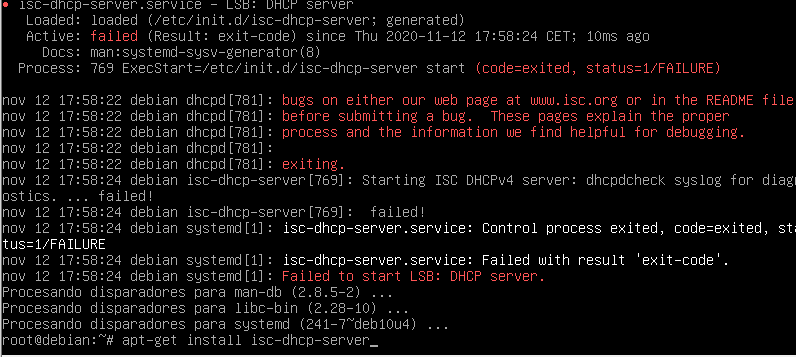 ● isc-dhcp-server.service - LSB: DHCP server
Loaded: loaded (/etc/init.d/isc-dhcp-server; generated)
Active: failed (Result: exit-code) since Thu 2020-11-12 17:58:24 CET; 10ms ago
Docs: man:systemd-sysv-generator(8)
Process: 769 ExecStart=/etc/init.d/isc-dhcp-server start (code=exited, status=1/FAILURE)

nov 12 17:58:22 debian dhcpd[781]: bugs on either our web page at www.isc.org or in the README file
nov 12 17:58:22 debian dhcpd[781]: before submitting a bug.  These pages explain the proper
nov 12 17:58:22 debian dhcpd[781]: process and the information we find helpful for debugging.
nov 12 17:58:22 debian dhcpd[781]:
nov 12 17:58:22 debian dhcpd[781]: exiting.
nov 12 17:58:24 debian isc-dhcp-server[769]: Starting ISC DHCPv4 server: dhcpdcheck syslog for diagn
ostics. ... failed!
nov 12 17:58:24 debian isc-dhcp-server[769]:  failed!
nov 12 17:58:24 debian systemd[1]: isc-dhcp-server.service: Control process exited, code=exited, sta
tus=1/FAILURE
nov 12 17:58:24 debian systemd[1]: isc-dhcp-server.service: Failed with result 'exit-code'.
nov 12 17:58:24 debian systemd[1]: Failed to start LSB: DHCP server.
Procesando disparadores para man-db (2.8.5-2) ...
Procesando disparadores para libc-bin (2.28-10) ...
Procesando disparadores para systemd (241-7~deb10u4) ...
root@debian:~# apt-get install isc-dhcp-server_